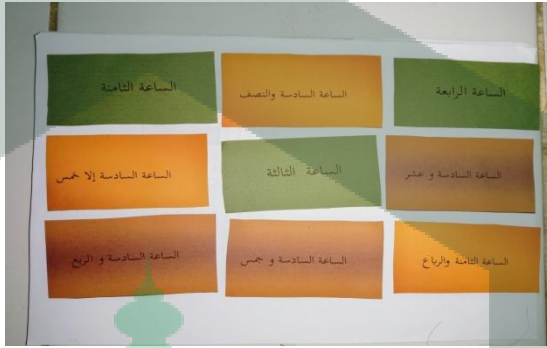 الساعة الرابعة
الساعة السادسة والنصف
الساعة الثامنة
الساعة السادسة و عشر
الساعة الثالثة
الساعة السادسة إلا خمس
الساعة الثامنة والرباع
الساعة السادسة و خمس
الساعة السادسة و الربع